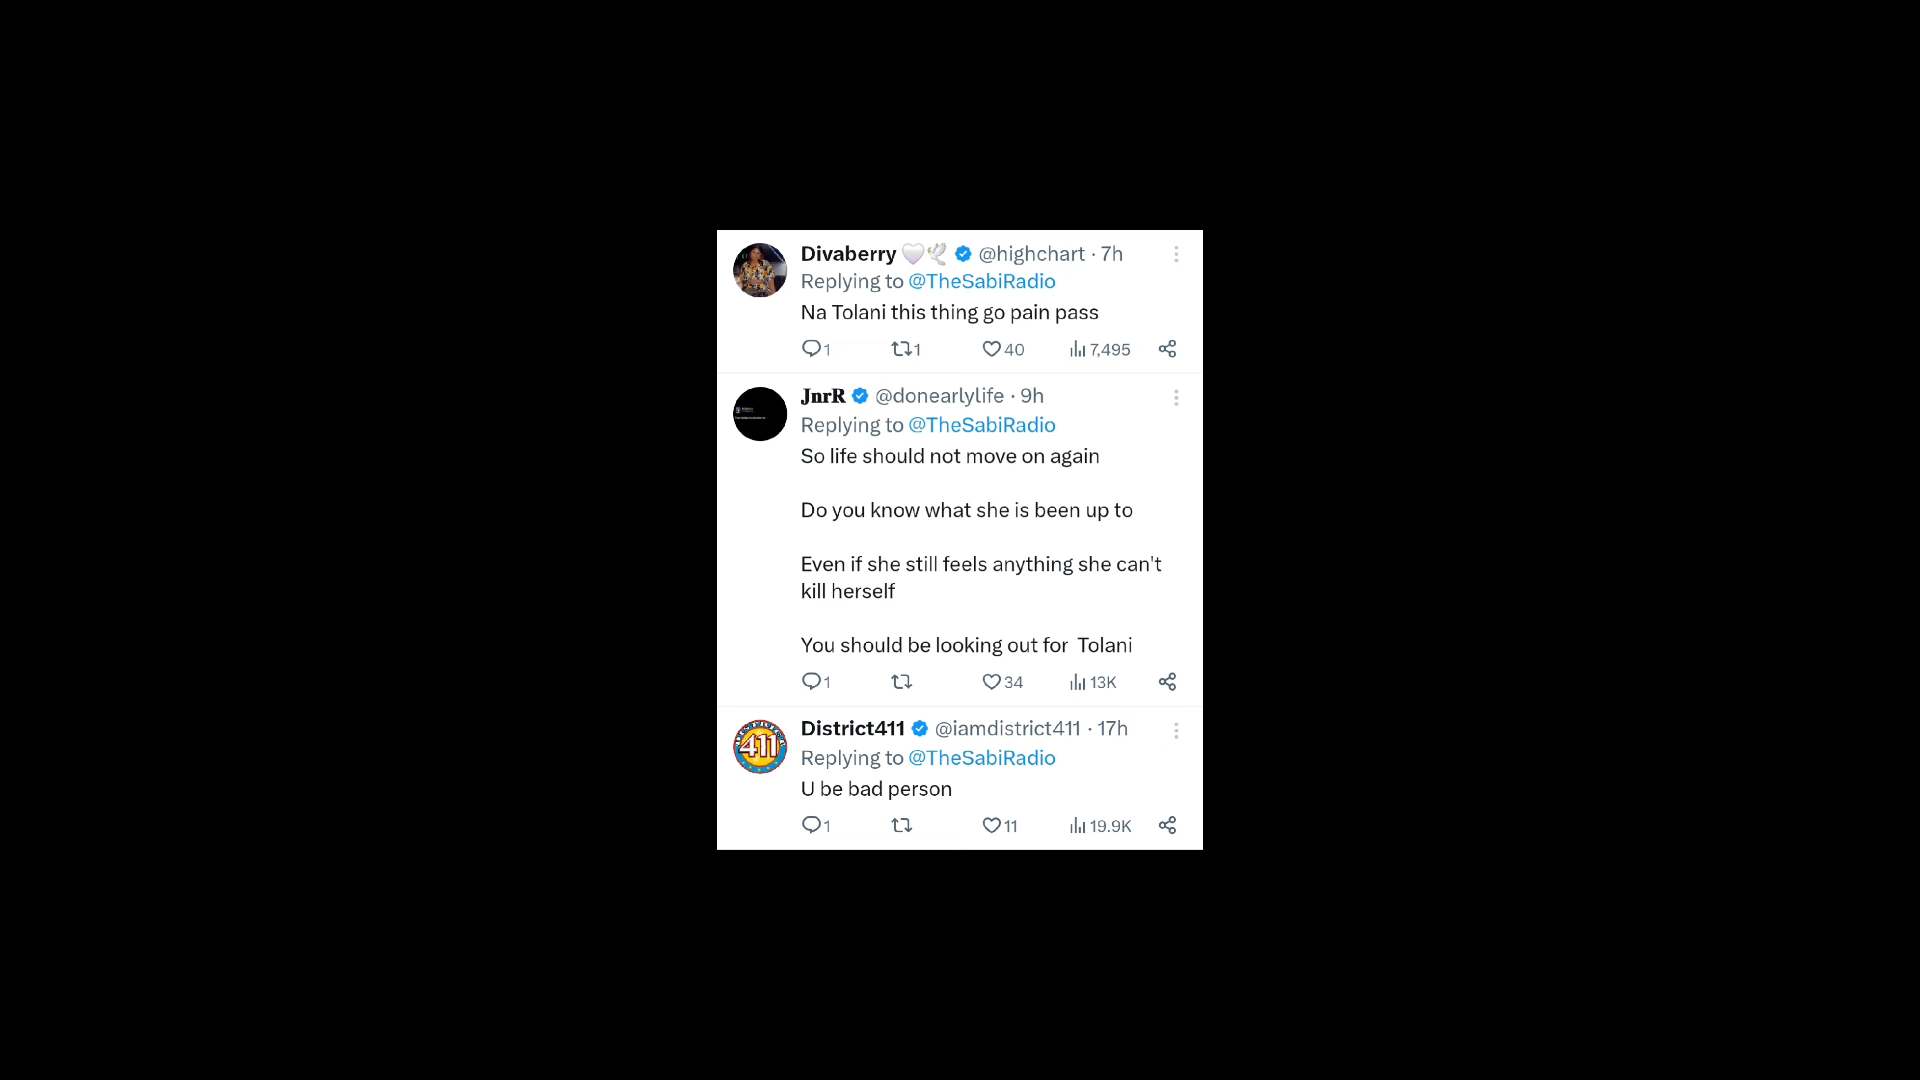 Divaberry 🤍🕊 @highchart · 7h
Replying to @TheSabiRadio
Na Tolani this thing go pain pass
1 1 40 7,495
JnrR @donearlylife · 9h
Replying to @TheSabiRadio
So life should not move on again
Do you know what she is been up to
Even if she still feels anything she can't
kill herself
You should be looking out for Tolani
1 34 13K
District411 @iamdistrict411 · 17h
Replying to @TheSabiRadio
411
U be bad person
1 11 19.9K